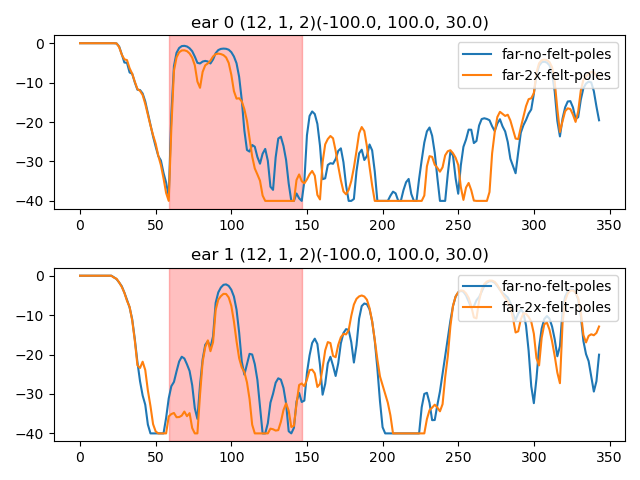 ear 0 (12, 1, 2)(-100.0, 100.0, 30.0)
0
−10
−20
−30
−40
far-no-felt-poles
far-2x-felt-poles
0 50 100 150 200 250 300 350
ear 1 (12, 1, 2)(-100.0, 100.0, 30.0)
0
−10
−20
−30
−40
far-no-felt-poles
far-2x-felt-poles
0 50 100 150 200 250 300 350